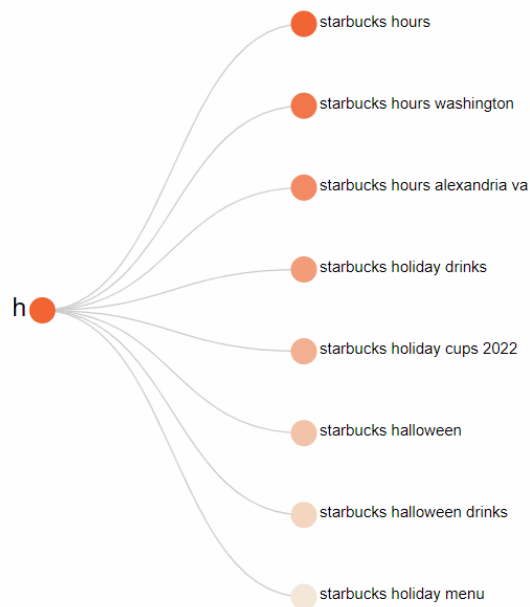 starbucks hours
starbucks hours washington
starbucks hours alexandria va
starbucks holiday drinks
h
starbucks holiday cups 2022
starbucks halloween
starbucks halloween drinks
starbucks holiday menu